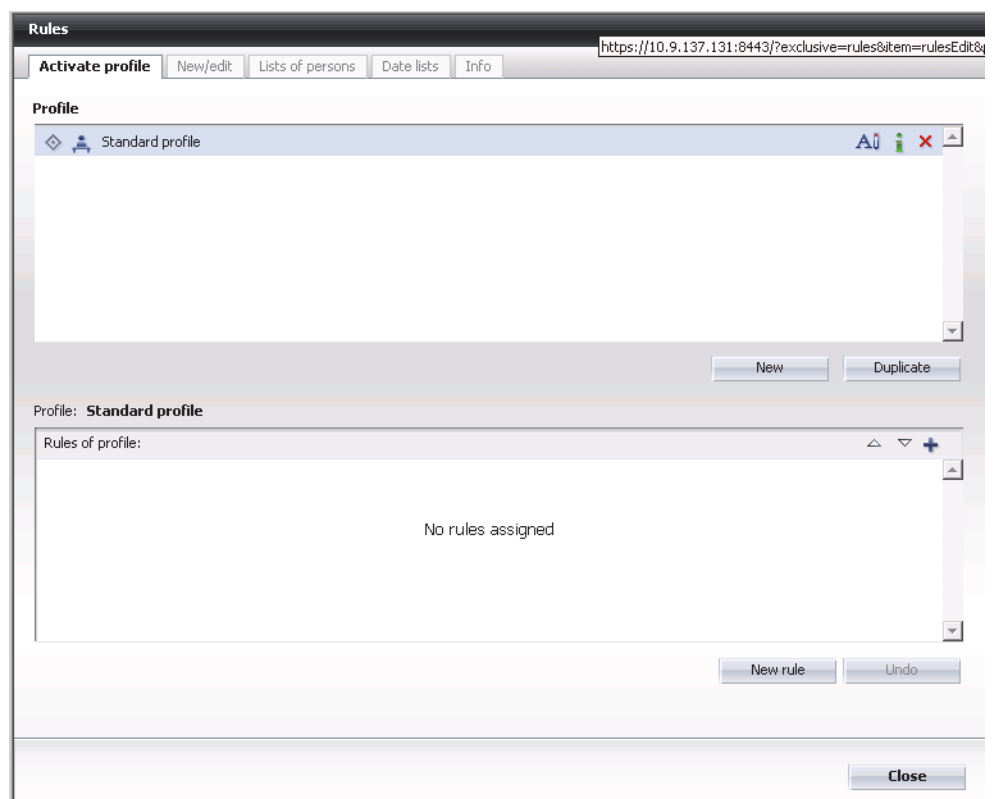 Rules
https://10.9.137.131:8443/?exclusive=rules&item=rulesEdit&
Activate profile New/edit Lists of persons Date lists Info
Profile
Standard profile
New Duplicate
Profile: Standard profile
Rules of profile:
No rules assigned
New rule Undo
Close